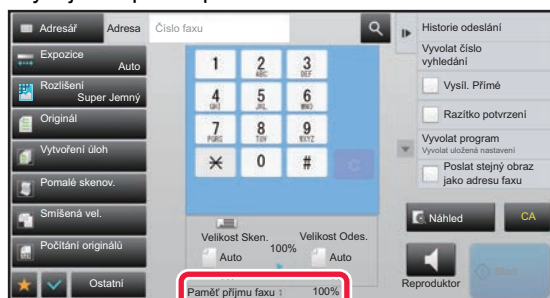 Adresář
Adresa
Číslo faxu
Expozice
Auto
Rozlišení
Super Jemný
Originál
Vytvoření úloh
Pomalé skenov.
Smíšená vel.
Počítání originálů
Ostatní
1
2
ABC
3
DEF
4
GHI
5
JKL
6
MNO
7
PQRS
8
TUV
9
WXYZ
0
#
C
Velikost Sken.
100%
Velikost Odes.
Auto
Auto
Paměť příjmu faxu :
100%
Historie odeslání
Vyvolat číslo
vyhledání
Vysíl. Přímé
Razítko potvrzení
Vyvolat program
Vyvolat uložená nastavení
Poslat stejný obraz
jako adresu faxu
Náhled
CA
Reproduktor
Start